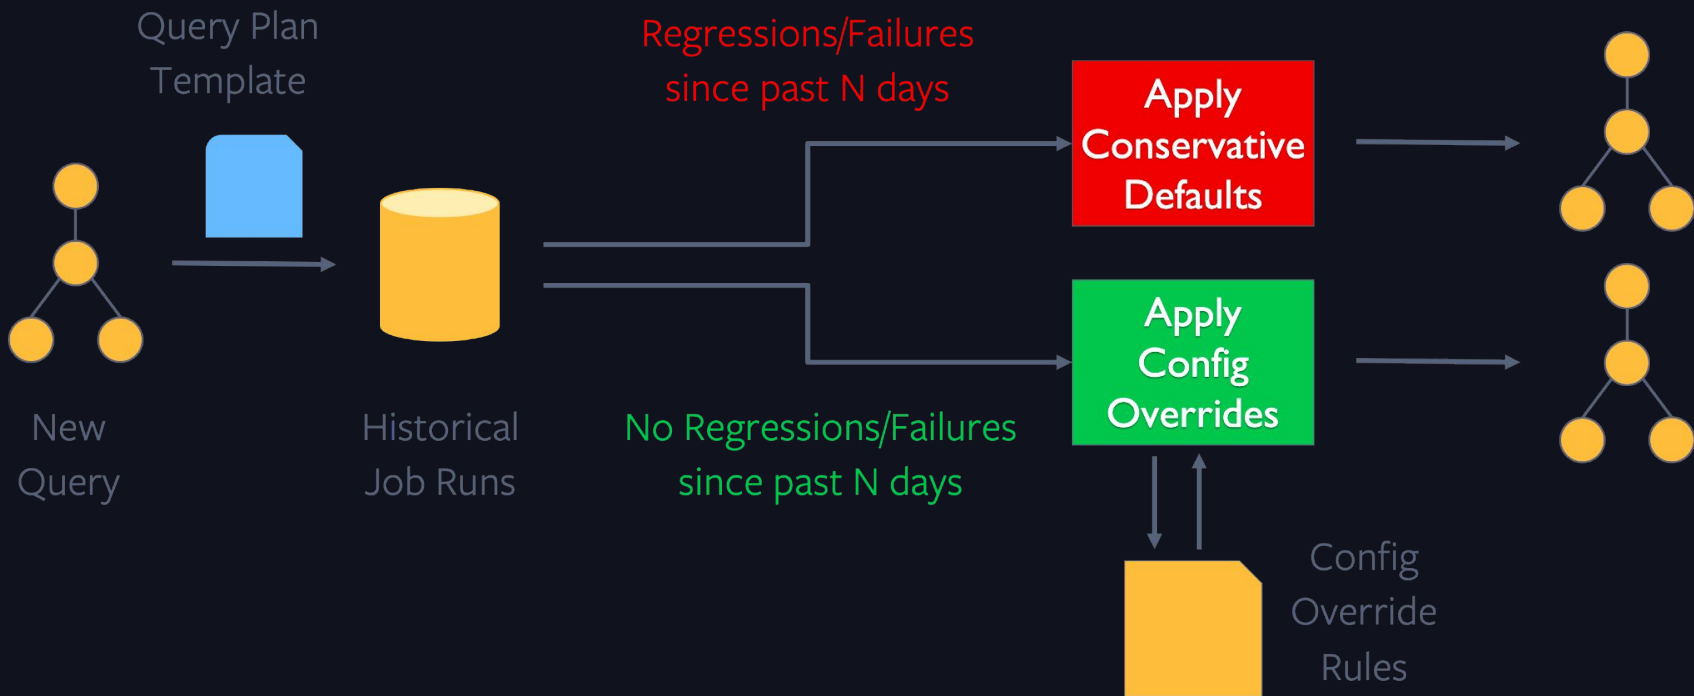 Query Plan
Template
Regressions/Failures
since past N days
Apply
Conservative
Defaults
New
Query
Historical
Job Runs
No Regressions/Failures
since past N days
Apply
Config
Overrides
Config
Override
Rules